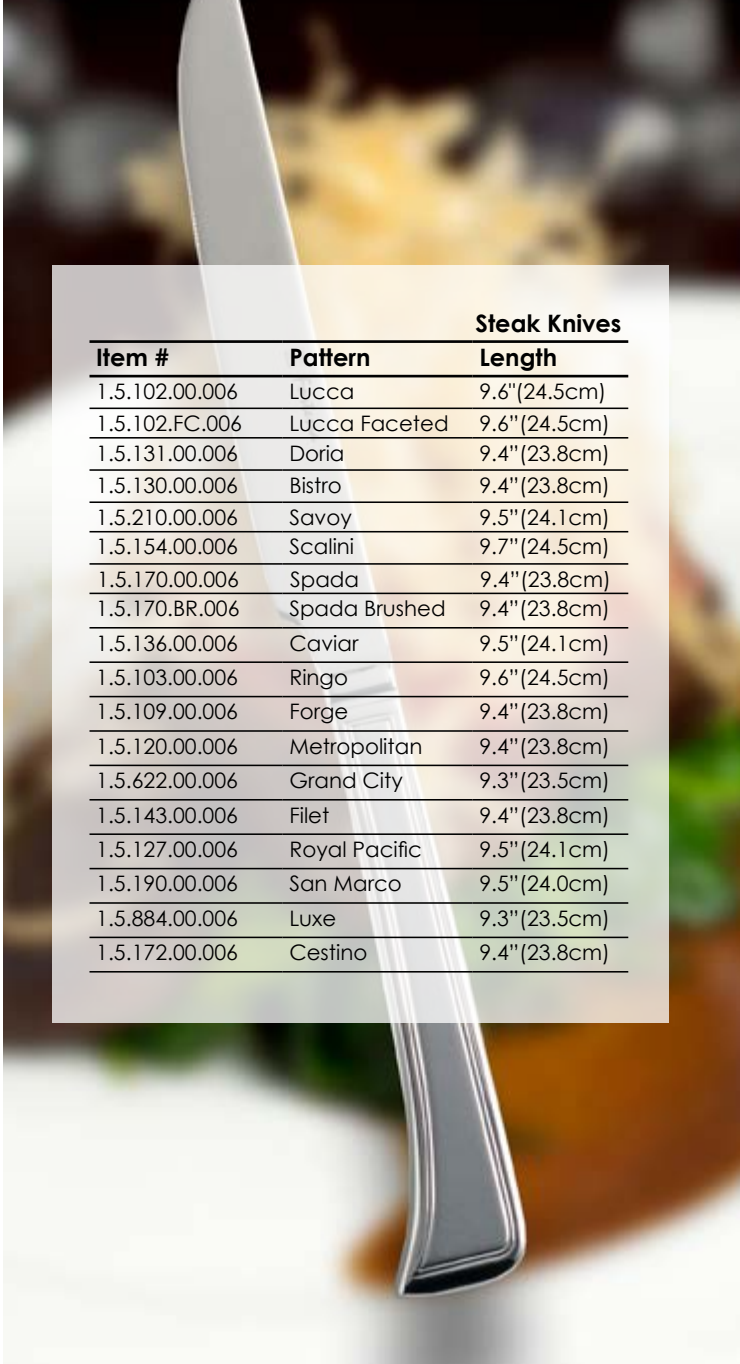 Steak Knives
Item # Pattern Length
1.5.102.00.006 Lucca 9.6"(24.5cm)
1.5.102.FC.006 Lucca Faceted 9.6”(24.5cm)
1.5.131.00.006 Doria 9.4”(23.8cm)
1.5.130.00.006 Bistro 9.4”(23.8cm)
1.5.210.00.006 Savoy 9.5”(24.1cm)
1.5.154.00.006 Scalini 9.7”(24.5cm)
1.5.170.00.006 Spada 9.4”(23.8cm)
1.5.170.BR.006 Spada Brushed 9.4”(23.8cm)
1.5.136.00.006 Caviar 9.5”(24.1cm)
1.5.103.00.006 Ringo 9.6”(24.5cm)
1.5.109.00.006 Forge 9.4”(23.8cm)
1.5.120.00.006 Metropolitan 9.4”(23.8cm)
1.5.622.00.006 Grand City 9.3”(23.5cm)
1.5.143.00.006 Filet 9.4”(23.8cm)
1.5.127.00.006 Royal Pacific 9.5”(24.1cm)
1.5.190.00.006 San Marco 9.5”(24.0cm)
1.5.884.00.006 Luxe 9.3”(23.5cm)
1.5.172.00.006 Cestino 9.4”(23.8cm)